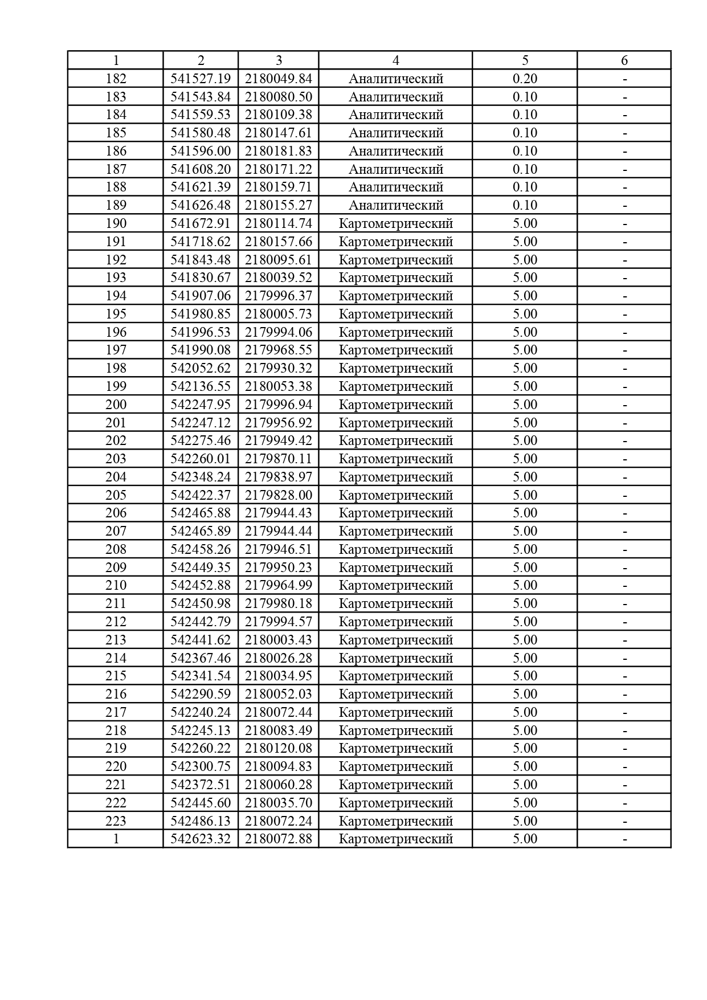 1 2 3 4 5 6
182 541527.19 2180049.84 Аналитический 0.20 -
183 541543.84 2180080.50 Аналитический 0.10 -
184 541559.53 2180109.38 Аналитический 0.10 -
185 541580.48 2180147.61 Аналитический 0.10 -
186 541596.00 2180181.83 Аналитический 0.10 -
187 541608.20 2180171.22 Аналитический 0.10 -
188 541621.39 2180159.71 Аналитический 0.10 -
189 541626.48 2180155.27 Аналитический 0.10 -
190 541672.91 2180114.74 Картометрический 5.00 -
191 541718.62 2180157.66 Картометрический 5.00 -
192 541843.48 2180095.61 Картометрический 5.00 -
193 541830.67 2180039.52 Картометрический 5.00 -
194 541907.06 2179996.37 Картометрический 5.00 -
195 541980.85 2180005.73 Картометрический 5.00 -
196 541996.53 2179994.06 Картометрический 5.00 -
197 541990.08 2179968.55 Картометрический 5.00 -
198 542052.62 2179930.32 Картометрический 5.00 -
199 542136.55 2180053.38 Картометрический 5.00 -
200 542247.95 2179996.94 Картометрический 5.00 -
201 542247.12 2179956.92 Картометрический 5.00 -
202 542275.46 2179949.42 Картометрический 5.00 -
203 542260.01 2179870.11 Картометрический 5.00 -
204 542348.24 2179838.97 Картометрический 5.00 -
205 542422.37 2179828.00 Картометрический 5.00 -
206 542465.88 2179944.43 Картометрический 5.00 -
207 542465.89 2179944.44 Картометрический 5.00 -
208 542458.26 2179946.51 Картометрический 5.00 -
209 542449.35 2179950.23 Картометрический 5.00 -
210 542452.88 2179964.99 Картометрический 5.00 -
211 542450.98 2179980.18 Картометрический 5.00 -
212 542442.79 2179994.57 Картометрический 5.00 -
213 542441.62 2180003.43 Картометрический 5.00 -
214 542367.46 2180026.28 Картометрический 5.00 -
215 542341.54 2180034.95 Картометрический 5.00 -
216 542290.59 2180052.03 Картометрический 5.00 -
217 542240.24 2180072.44 Картометрический 5.00 -
218 542245.13 2180083.49 Картометрический 5.00 -
219 542260.22 2180120.08 Картометрический 5.00 -
220 542300.75 2180094.83 Картометрический 5.00 -
221 542372.51 2180060.28 Картометрический 5.00 -
222 542445.60 2180035.70 Картометрический 5.00 -
223 542486.13 2180072.24 Картометрический 5.00 -
1 542623.32 2180072.88 Картометрический 5.00 -